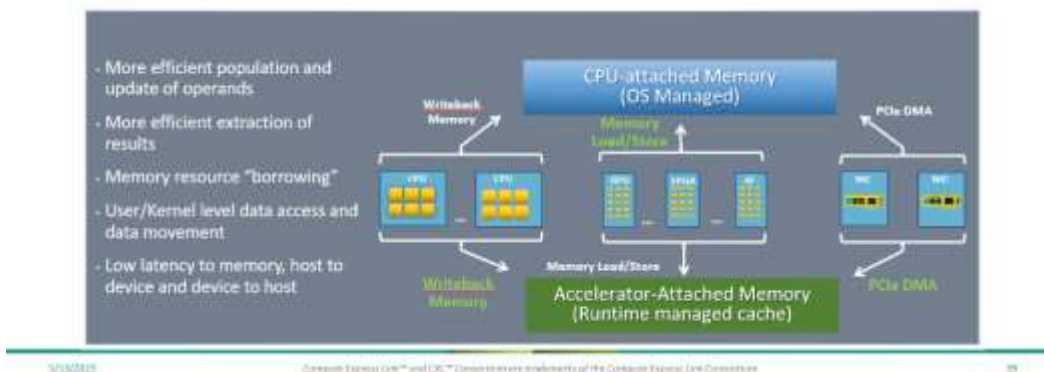 - More efficient population and
update of operands
- More efficient extraction of
results
- Memory resource "borrowing"
- User/Kernel level data access and
data movement
- Low latency to memory, host to
device and device to host
CPU-attached Memory
(OS Managed)
Writeback
Memory
Memory
Load/Store
PCIe DMA
CPU
CPU
...
GPU
FPGA
AI
...
...
NIC
NIC
Writeback
Memory
Memory Load/Store
PCIe DMA
Accelerator-Attached Memory
(Runtime managed cache)
Compute Express Link™ and CXL™ Consortium are trademarks of the Compute Express Link Consortium